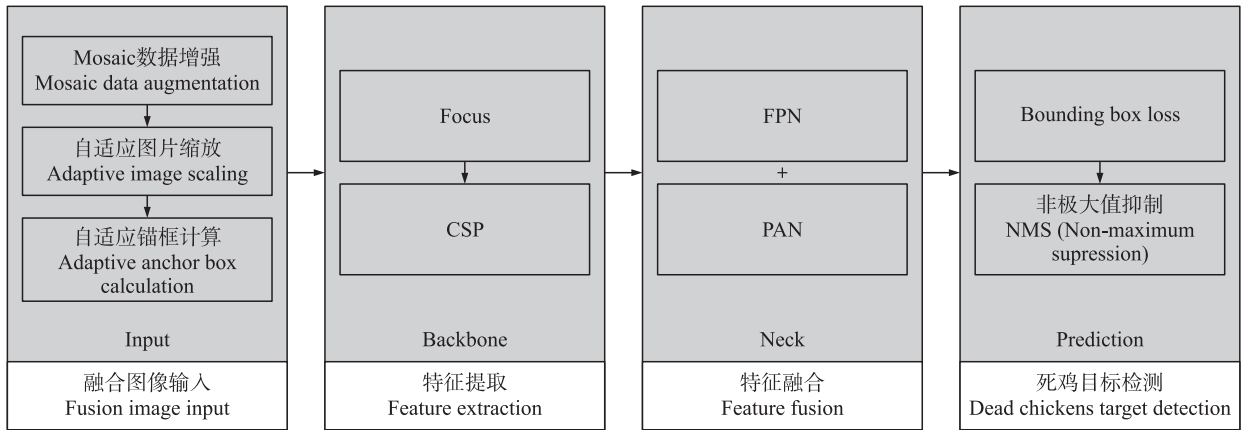 Mosaic数据增强
Mosaic data augmentation
自适应图片缩放
Adaptive image scaling
自适应锚框计算
Adaptive anchor box
calculation
Input
融合图像输入
Fusion image input
Focus
CSP
Backbone
特征提取
Feature extraction
FPN
+
PAN
Neck
特征融合
Feature fusion
Bounding box loss
非极大值抑制
NMS (Non-maximum
supression)
Prediction
死鸡目标检测
Dead chickens target detection